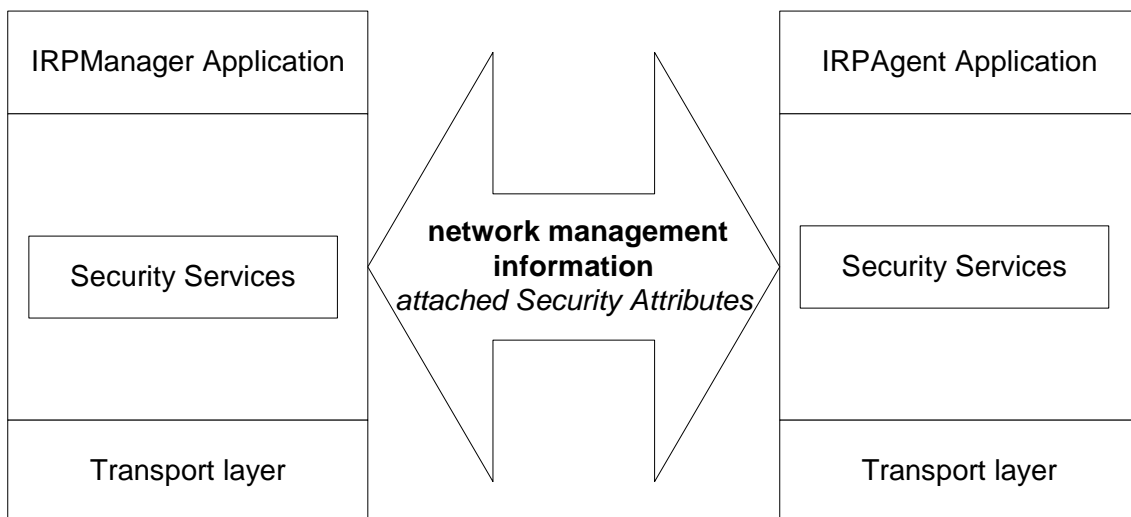 IRPManager Application
Security Services
Transport layer
network management
information
attached Security Attributes
IRPAgent Application
Security Services
Transport layer